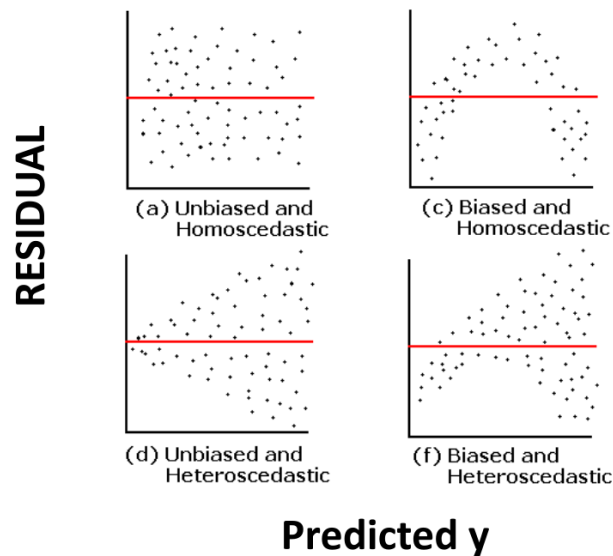 RESIDUAL
(a) Unbiased and
Homoscedastic
(c) Biased and
Homoscedastic
(d) Unbiased and
Heteroscedastic
(f) Biased and
Heteroscedastic
Predicted y